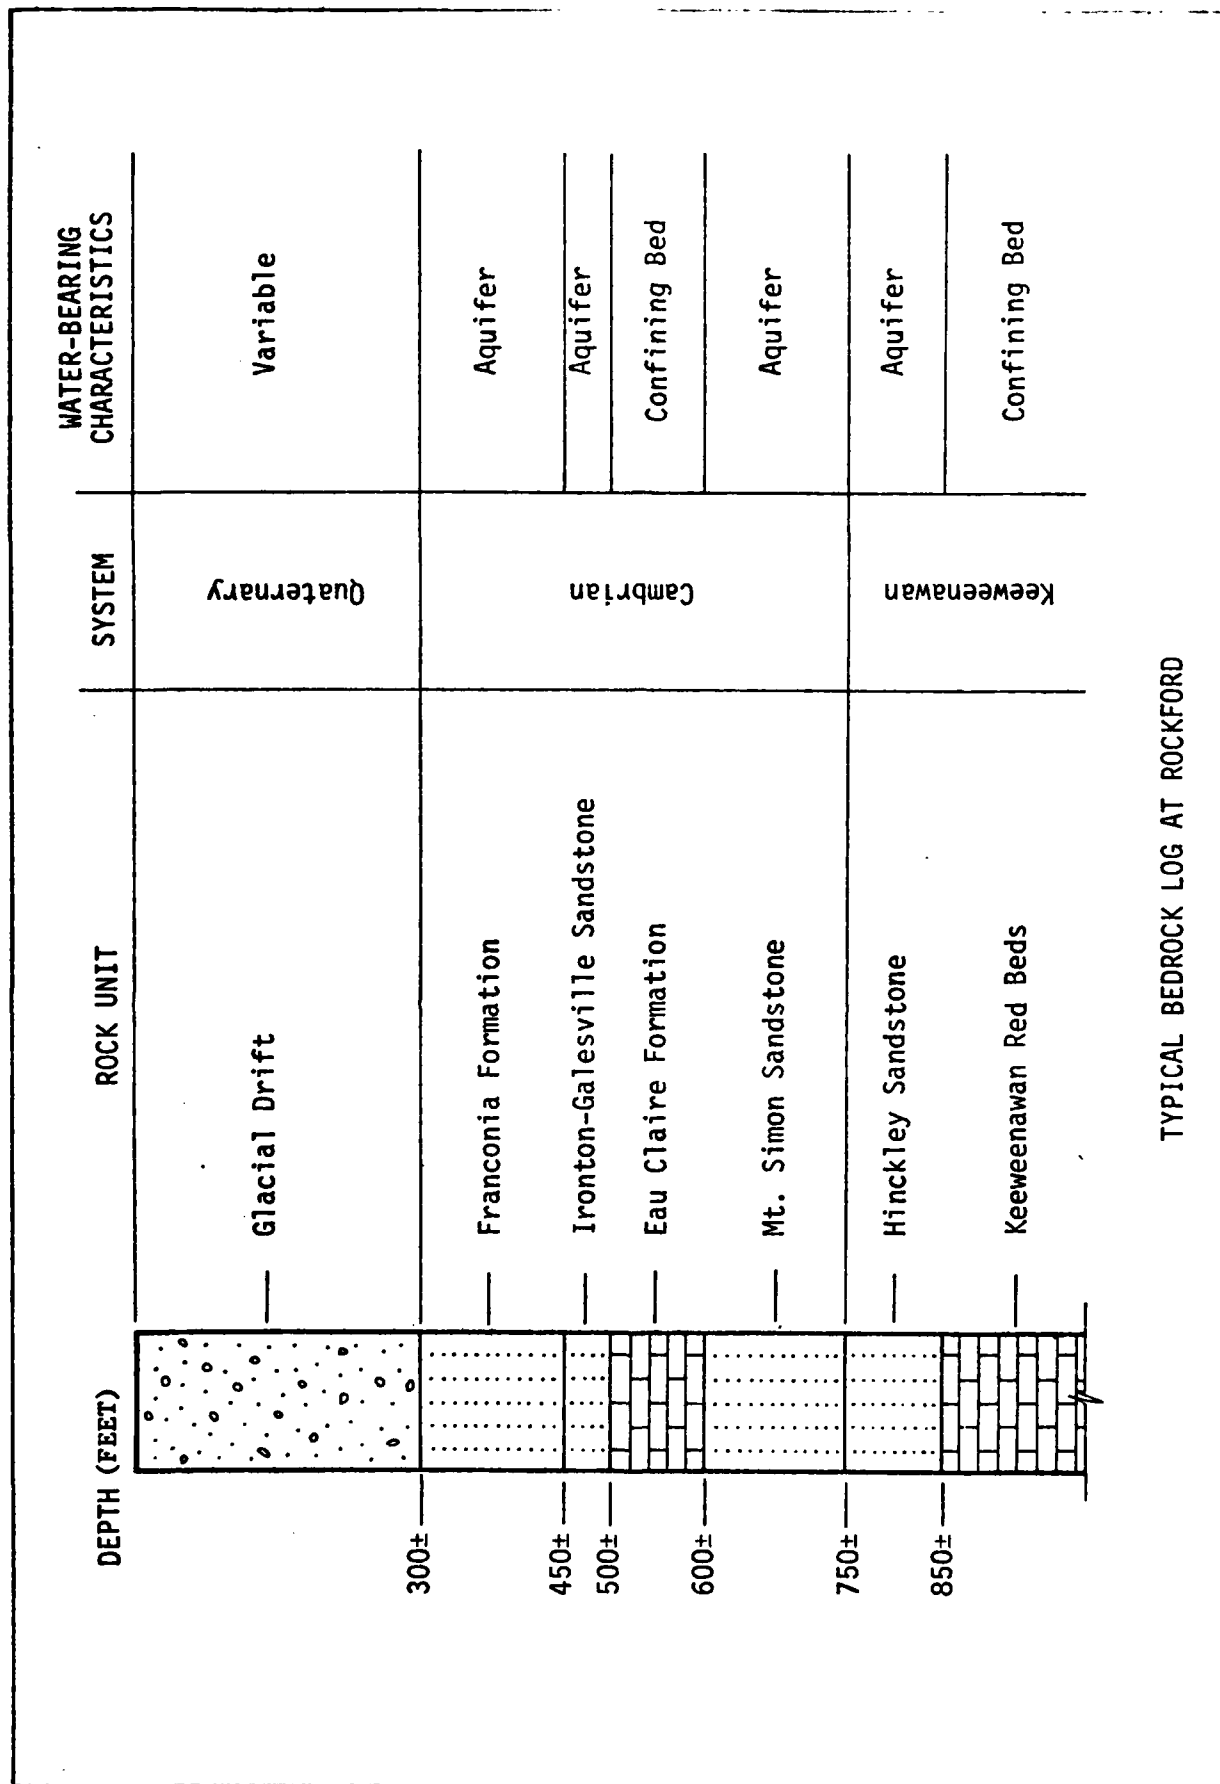 DEPTH (FEET)
ROCK UNIT
SYSTEM
WATER-BEARING
CHARACTERISTICS
Glacial Drift
Quaternary
Variable
300±
Franconia Formation
Cambrian
Aquifer
450±
Ironton-Galesville Sandstone
Aquifer
500±
Eau Claire Formation
Confining Bed
600±
Mt. Simon Sandstone
Aquifer
750±
Hinckley Sandstone
Keeweenawan
Aquifer
850±
Keeweenawan Red Beds
Confining Bed
TYPICAL BEDROCK LOG AT ROCKFORD